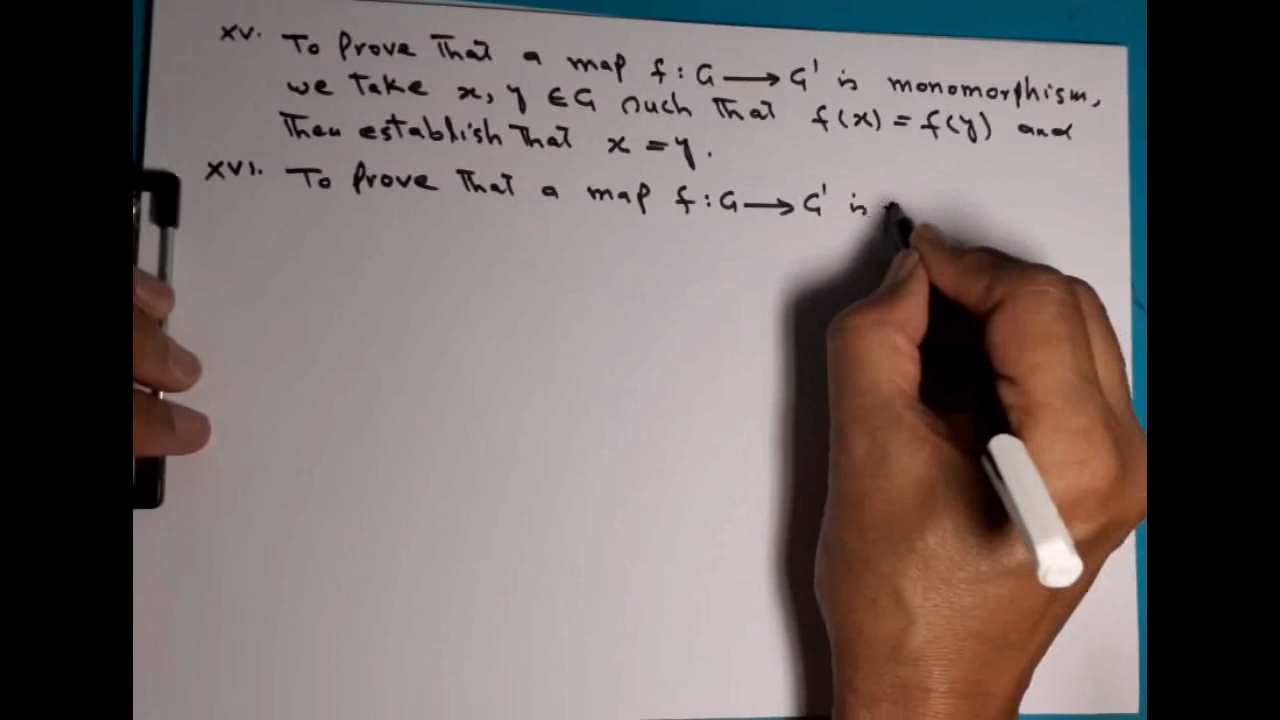 xv. To prove that a map f : G ⟶ G' is monomorphism,
we take x, y ∈ G such that f(x) = f(y) and
then establish that x = y.
xvi. To prove that a map f : G ⟶ G' is